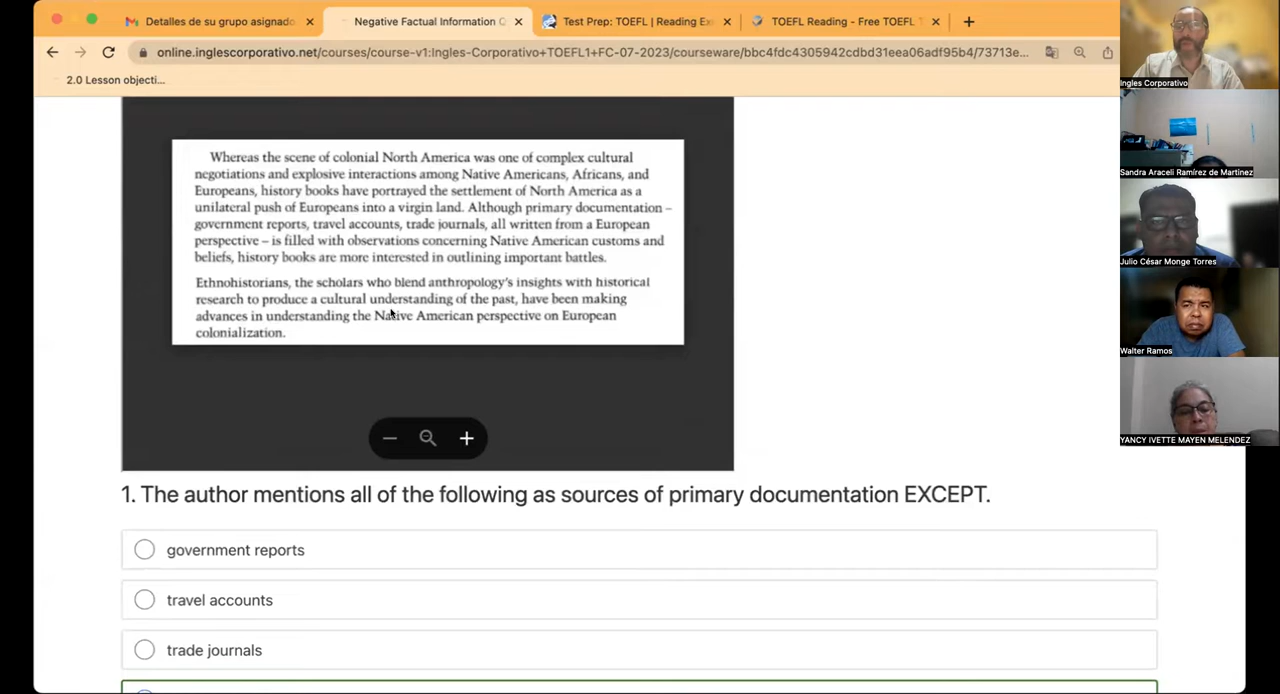 Detalles de su grupo asignado
Negative Factual Information Q
Test Prep: TOEFL | Reading Ex
TOEFL Reading - Free TOEFL T
online.inglescorporativo.net/courses/course-v1:Ingles-Corporativo+TOEFL1+FC-07-2023/courseware/bbc4fdc4305942cdbd31eea06adf95b4/73713e...
2.0 Lesson objecti...
Whereas the scene of colonial North America was one of complex cultural
negotiations and explosive interactions among Native Americans, Africans, and
Europeans, history books have portrayed the settlement of North America as a
unilateral push of Europeans into a virgin land. Although primary documentation –
government reports, travel accounts, trade journals, all written from a European
perspective – is filled with observations concerning Native American customs and
beliefs, history books are more interested in outlining important battles.
Ethnohistorians, the scholars who blend anthropology's insights with historical
research to produce a cultural understanding of the past, have been making
advances in understanding the Native American perspective on European
colonialization.
1. The author mentions all of the following as sources of primary documentation EXCEPT.
government reports
travel accounts
trade journals
Ingles Corporativo
Sandra Araceli Ramírez de Martinez
Julio César Monge Torres
Walter Ramos
YANCY IVETTE MAYEN MELENDEZ